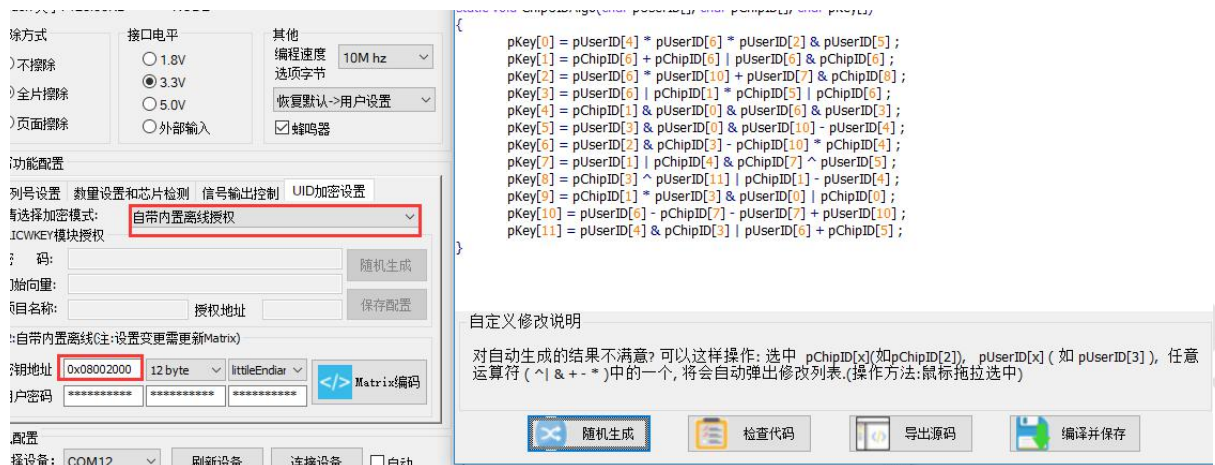 除方式
接口电平
其他
不擦除
1.8V
编程速度 10M hz
选项字节
全片擦除
3.3V
恢复默认->用户设置
5.0V
页面擦除
外部输入
蜂鸣器
功能配置
列号设置 数量设置和芯片检测 信号输出控制 UID加密设置
选择加密模式: 自带内置离线授权
ICWKEY模块授权
码:
随机生成
始向量:
项目名称: 授权地址
保存配置
:自带内置离线(注:设置变更需更新Matrix)
钥地址 0x08002000 12 byte littileEndiar
</> Matrix编码
户密码 ********** ********** **********
配置
择设备: COM12 刷新设备 连接设备 自动
{
pKey[0] = pUserID[4] * pUserID[6] * pUserID[2] & pUserID[5] ;
pKey[1] = pChipID[6] + pChipID[6] | pUserID[6] & pChipID[6] ;
pKey[2] = pUserID[6] * pUserID[10] + pUserID[7] & pChipID[8] ;
pKey[3] = pUserID[6] | pChipID[1] * pChipID[5] | pChipID[6] ;
pKey[4] = pChipID[1] & pUserID[0] & pUserID[6] & pUserID[3] ;
pKey[5] = pUserID[3] & pUserID[0] & pUserID[10] - pUserID[4] ;
pKey[6] = pUserID[2] & pChipID[3] - pChipID[10] * pChipID[4] ;
pKey[7] = pUserID[1] | pChipID[4] & pChipID[7] ^ pUserID[5] ;
pKey[8] = pChipID[3] ^ pUserID[11] | pChipID[1] - pUserID[4] ;
pKey[9] = pChipID[1] * pUserID[3] & pUserID[0] | pChipID[0] ;
pKey[10] = pUserID[6] - pChipID[7] - pUserID[7] + pUserID[10] ;
pKey[11] = pUserID[4] & pChipID[3] | pUserID[6] + pChipID[5] ;
}
自定义修改说明
对自动生成的结果不满意? 可以这样操作: 选中 pChipID[x](如pChipID[2]), pUserID[x] ( 如 pUserID[3] ), 任意
运算符 ( ^| & + - * )中的一个, 将会自动弹出修改列表.(操作方法:鼠标拖拉选中)
随机生成 检查代码 导出源码 编译并保存